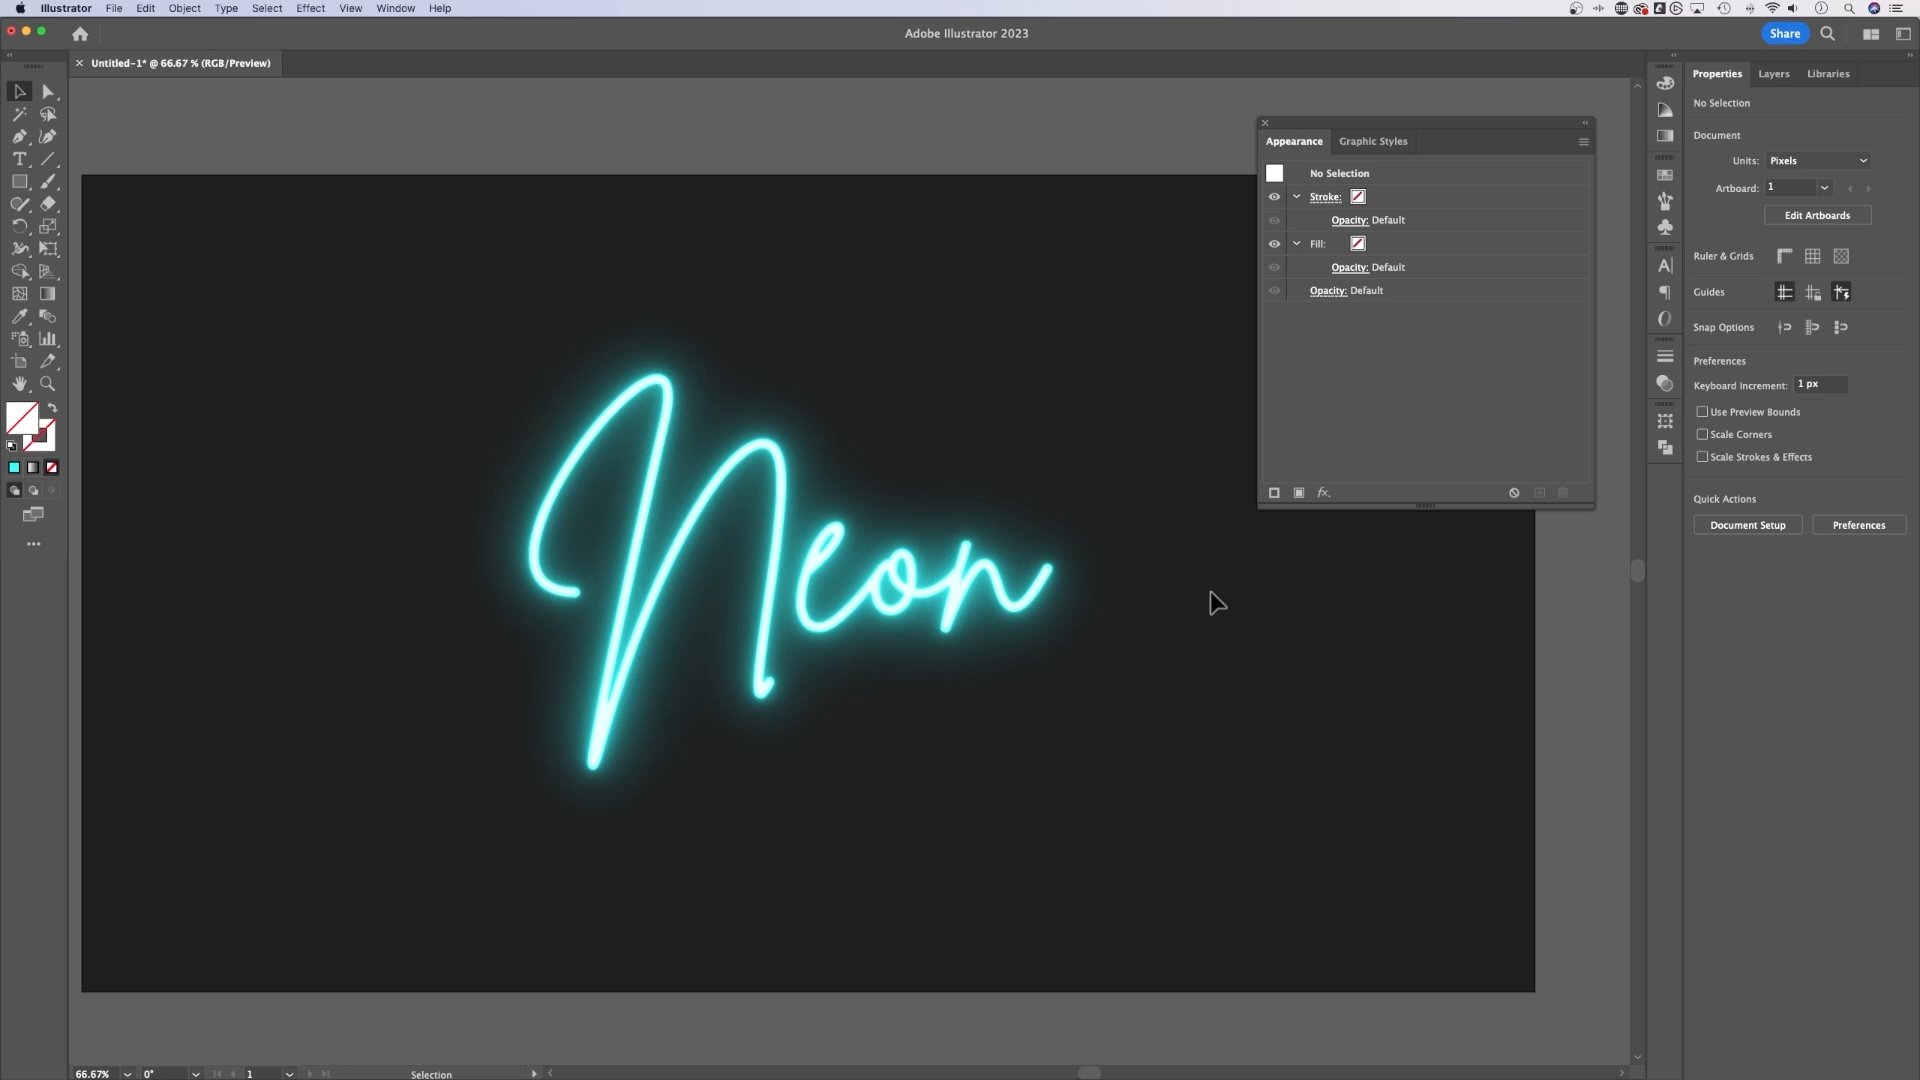 Illustrator File Edit Object Type Select Effect View Window Help
Adobe Illustrator 2023
Share
Untitled-1* @ 66.67 % (RGB/Preview)
Properties Layers Libraries
No Selection
Document
Units: Pixels
Artboard: 1
Edit Artboards
Ruler & Grids
Guides
Snap Options
Preferences
Keyboard Increment: 1 px
Use Preview Bounds
Scale Corners
Scale Strokes & Effects
Quick Actions
Document Setup Preferences
Appearance Graphic Styles
No Selection
Stroke:
Opacity: Default
Fill:
Opacity: Default
Opacity: Default
fx.
Neon
66.67% 0° 1 Selection